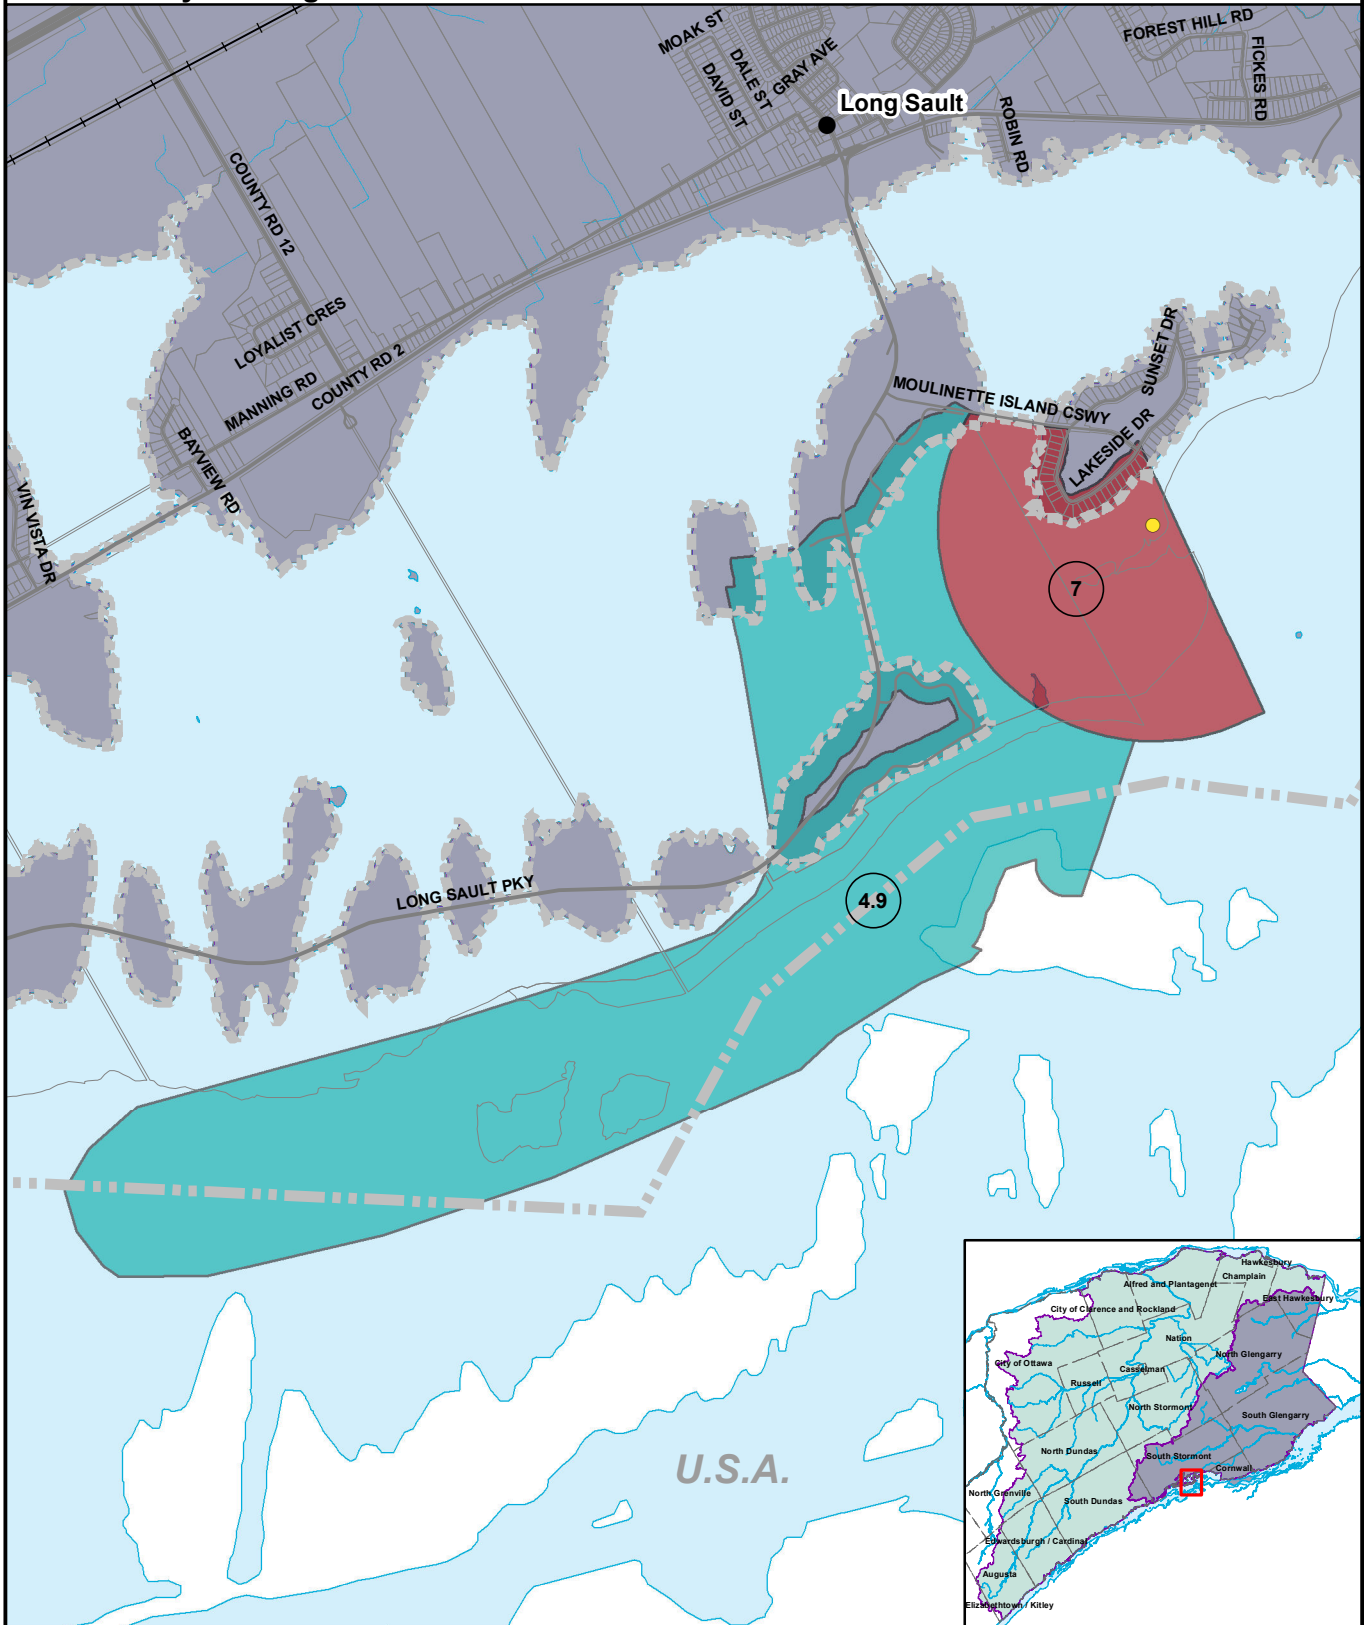 MOAK ST
DALE ST
DAVID ST
GRAY AVE
FOREST HILL RD
FICKES RD
Long Sault
ROBIN RD
COUNTY RD 12
LOYALIST CRES
MANNING RD
COUNTY RD 2
BAYVIEW RD
VIN VISTA DR
MOULINETTE ISLAND CSWY
SUNSET DR
LAKESIDE DR
7
LONG SAULT PKY
4.9
U.S.A.
Hawkesbury
Champlain
Alfred and Plantagenet
East Hawkesbury
City of Clarence and Rockland
Nation
North Glengarry
City of Ottawa
Casselman
Russell
North Stormont
South Glengarry
North Dundas
South Stormont
Cornwall
North Grenville
South Dundas
Edwardsburgh / Cardinal
Augusta
Elizabethtown / Kitley